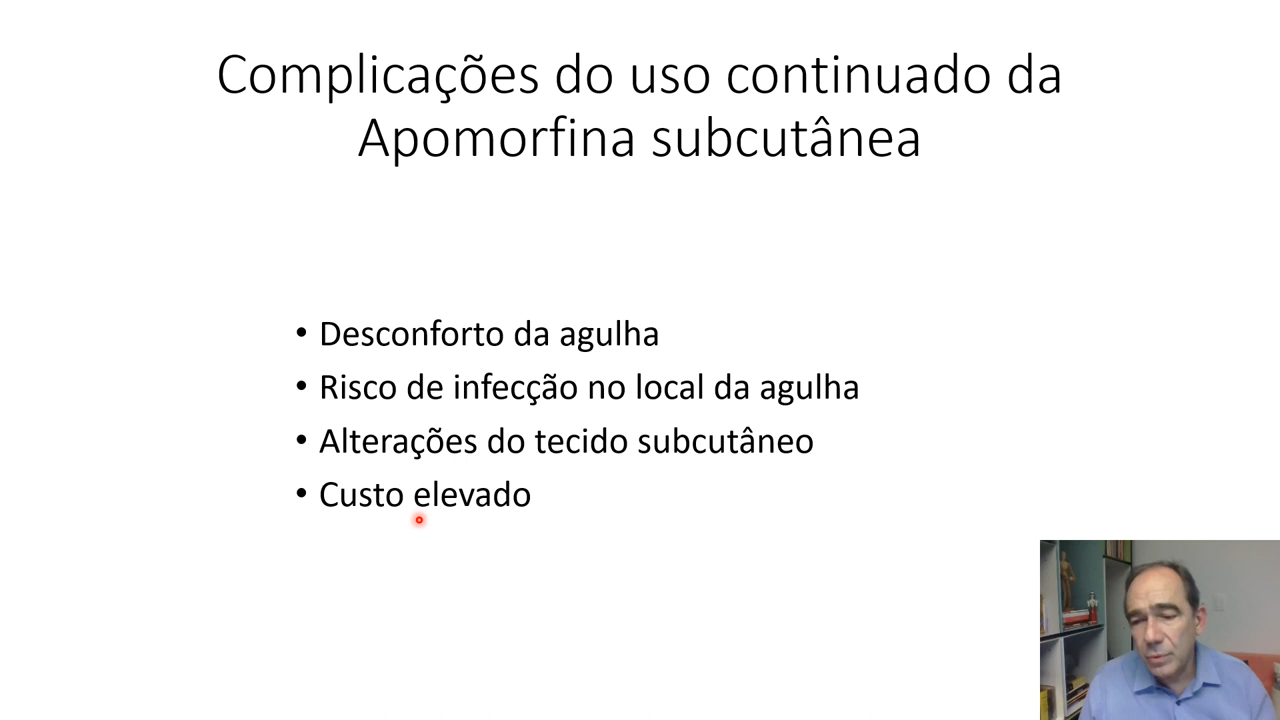 Complicações do uso continuado da
Apomorfina subcutânea
• Desconforto da agulha
• Risco de infecção no local da agulha
• Alterações do tecido subcutâneo
• Custo elevado